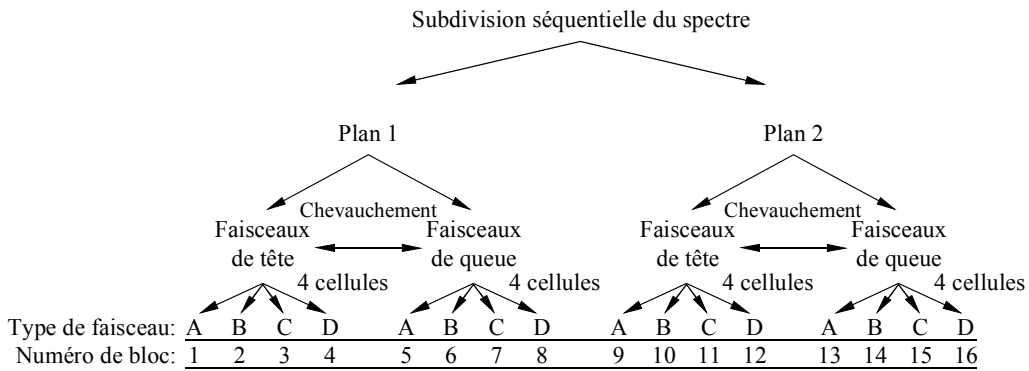 Subdivision séquentielle du spectre
Plan 1 Plan 2
Chevauchement Chevauchement
Faisceaux Faisceaux Faisceaux Faisceaux
de tête de queue de tête de queue
4 cellules 4 cellules 4 cellules 4 cellules
Type de faisceau: A B C D A B C D A B C D A B C D
Numéro de bloc: 1 2 3 4 5 6 7 8 9 10 11 12 13 14 15 16